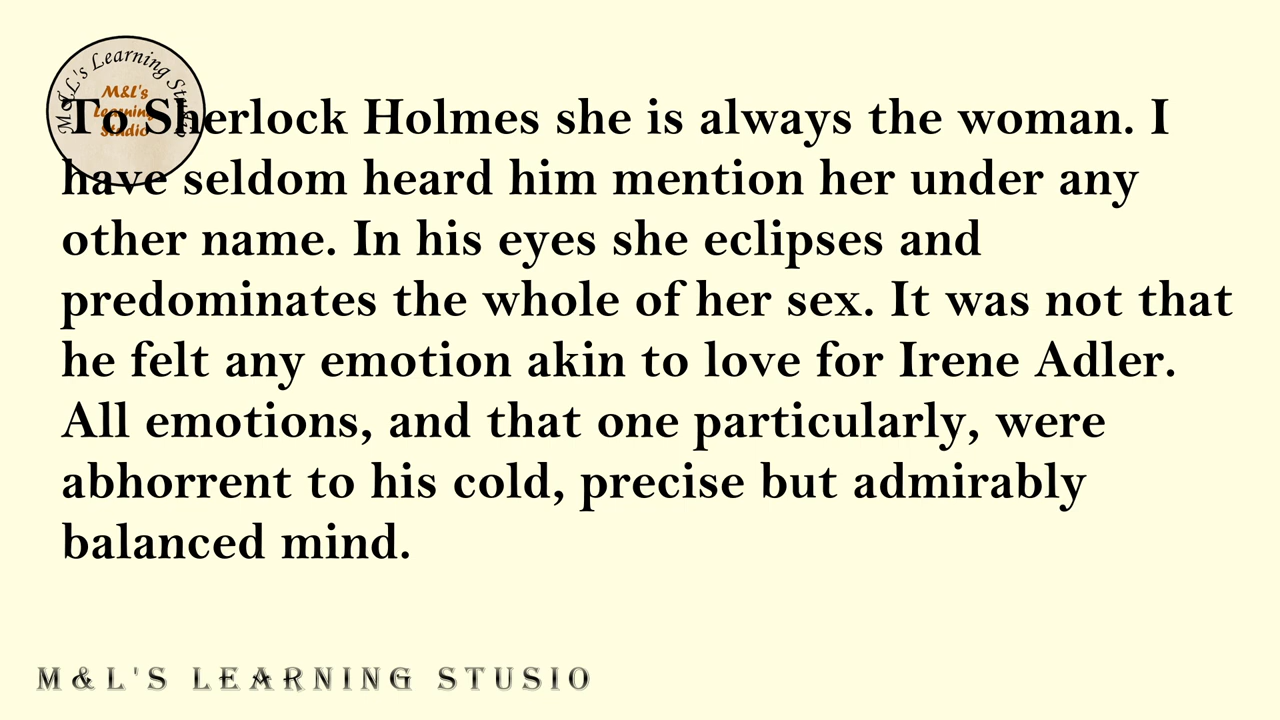 M&L's Learning Studio
M&L's
Learning
Studio
To Sherlock Holmes she is always the woman. I
have seldom heard him mention her under any
other name. In his eyes she eclipses and
predominates the whole of her sex. It was not that
he felt any emotion akin to love for Irene Adler.
All emotions, and that one particularly, were
abhorrent to his cold, precise but admirably
balanced mind.
M&L'S LEARNING STUSIO